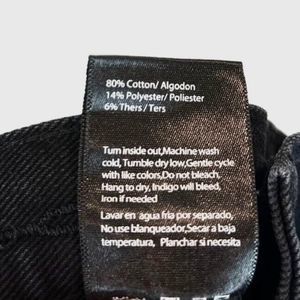 80% Cotton/ Algodon
14% Polyester/ Poliester
6% Thers/ Ters
Turn inside out,Machine wash
cold, Tumble dry low,Gentle cycle
with like colors,Do not bleach.
Hang to dry, Indigo will bleed,
Iron if needed
Lavar en agua fria por separado,
No use blanqueador,Secar a baja
temperatura, Planchar si necesita